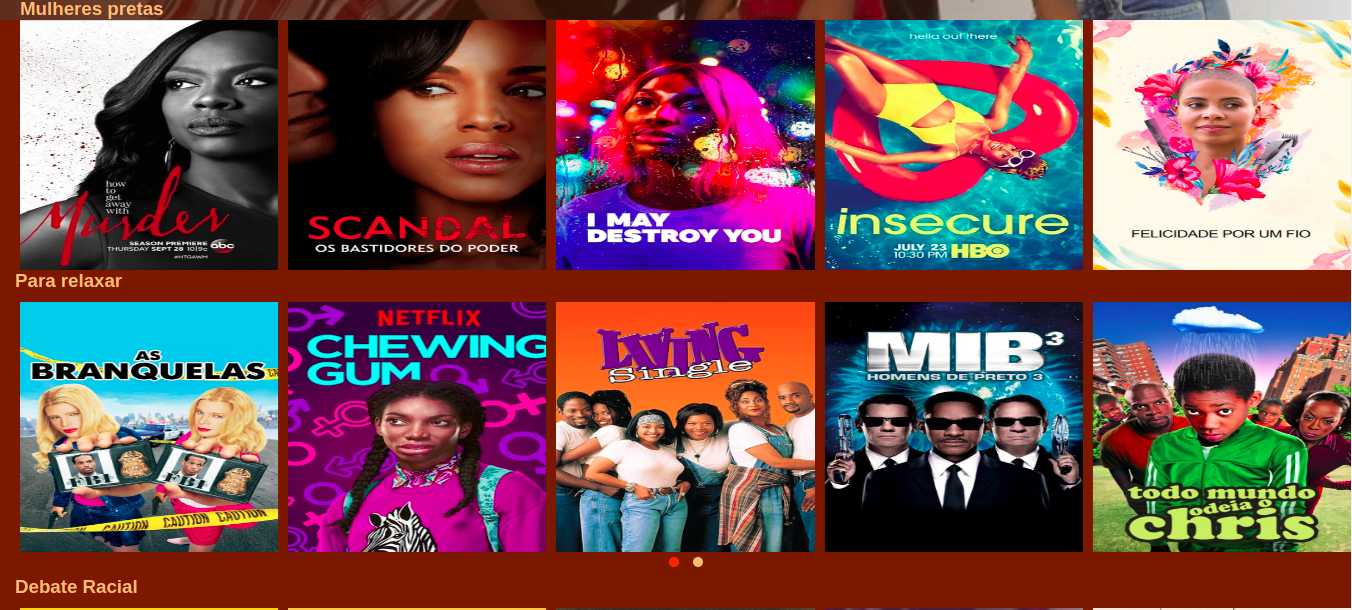 Mulheres pretas
how
to
get
away
with
Murder
SEASON PREMIERE
THURSDAY SEPT 28 10|9c
abc
#HTGAWM
SCANDAL
OS BASTIDORES DO PODER
I MAY
DESTROY YOU
hella out there
insecure
JULY 23
10:30 PM
HBO
FELICIDADE POR UM FIO
Para relaxar
AS
BRANQUELAS
FBI
FBI
CAUTION CAUTION CAUTION
NETFLIX
CHEWING
GUM
LIVING
Single
MIB³
HOMENS DE PRETO 3
todo mundo
odeia o
chris
Debate Racial